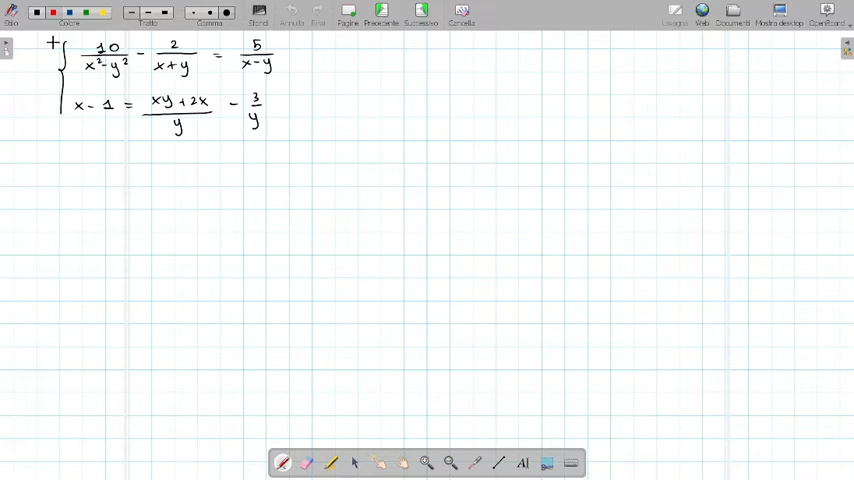 Stilo Colore Tratto Gomma Sfondi Annulla Pagine Precedente Successivo Cancella Lavagna Web Documenti Mostra desktop OpenBoard
+ { 10/(x²-y²) - 2/(x+y) = 5/(x-y)
x - 1 = (xy + 2x)/y - 3/y
AI